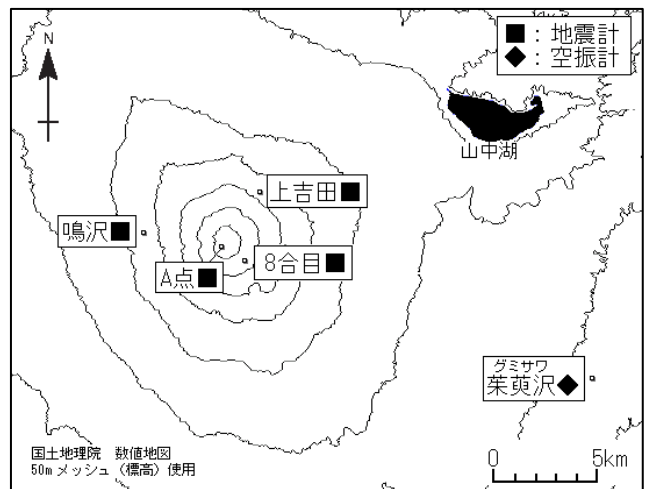 N
■：地震計
◆：空振計
山中湖
上吉田■
鳴沢■
8合目■
A点■
グミサワ
茱萸沢◆
国土地理院　数値地図
50mメッシュ（標高）使用
0 5km